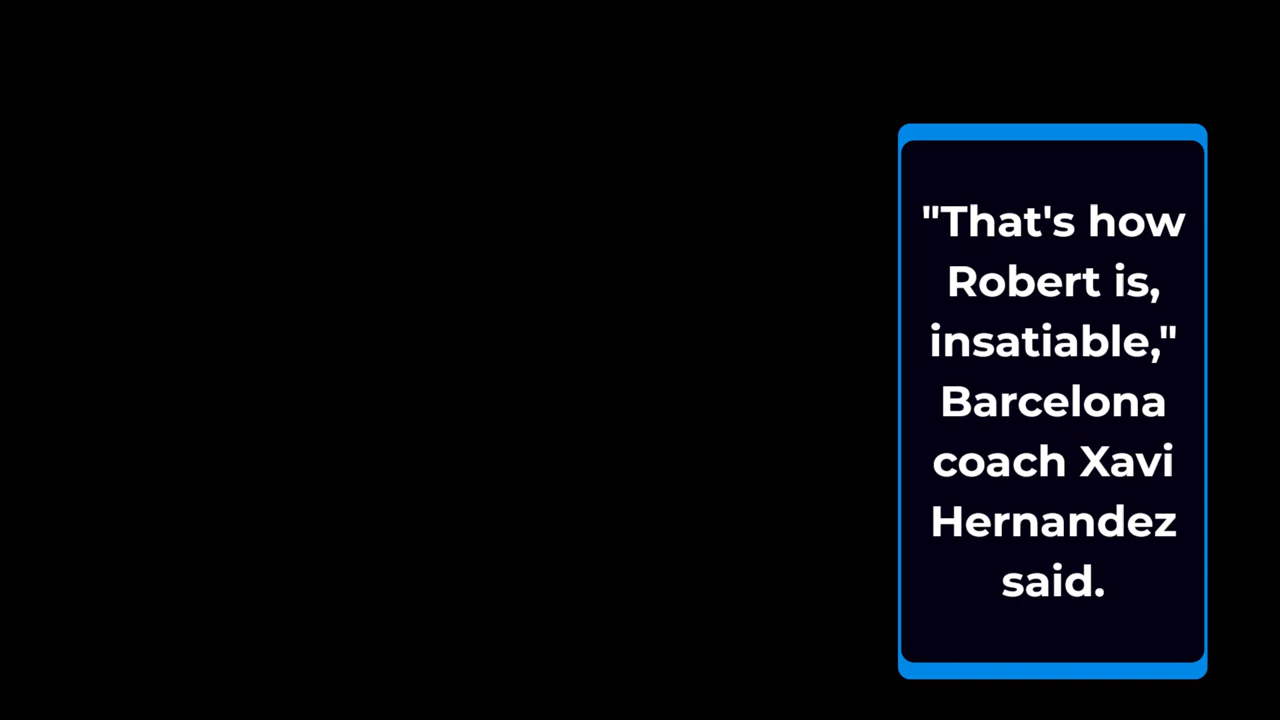 "That's how
Robert is,
insatiable,"
Barcelona
coach Xavi
Hernandez
said.